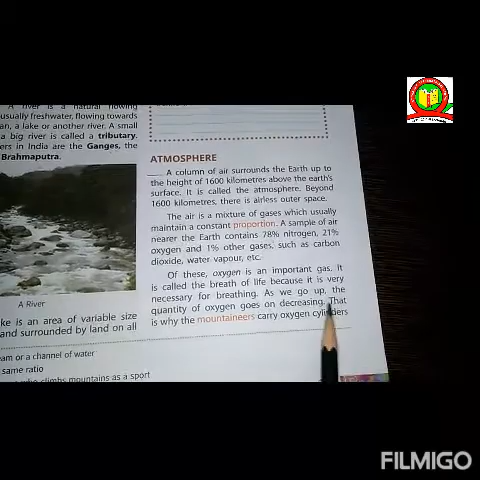 A river is a natural flowing
usually freshwater, flowing towards
an, a lake or another river. A small
a big river is called a tributary.
ers in India are the Ganges, the
Brahmaputra.
A River
ke is an area of variable size
and surrounded by land on all
ATMOSPHERE
A column of air surrounds the Earth up to
the height of 1600 kilometres above the earth's
surface. It is called the atmosphere. Beyond
1600 kilometres, there is airless outer space.
The air is a mixture of gases which usually
maintain a constant proportion. A sample of air
nearer the Earth contains 78% nitrogen, 21%
oxygen and 1% other gases, such as carbon
dioxide, water vapour, etc.
Of these, oxygen is an important gas. It
is called the breath of life because it is very
necessary for breathing. As we go up, the
quantity of oxygen goes on decreasing. That
is why the mountaineers carry oxygen cylinders
eam or a channel of water
same ratio
who climbs mountains as a sport
FILMIGO